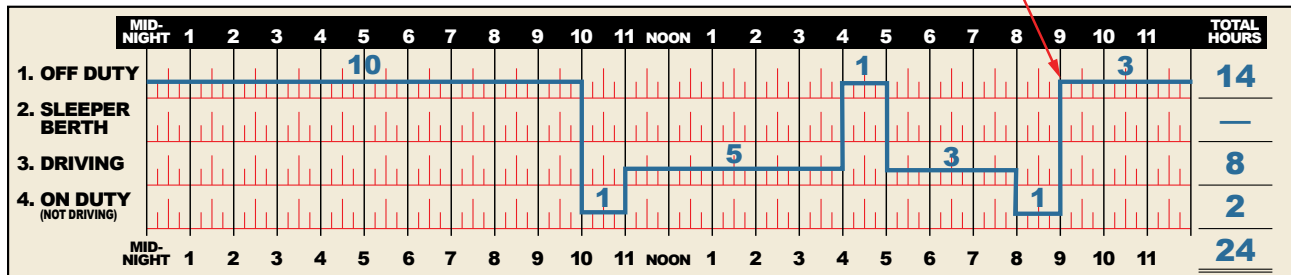 MID-NIGHT 1 2 3 4 5 6 7 8 9 10 11 NOON 1 2 3 4 5 6 7 8 9 10 11 TOTAL HOURS
1. OFF DUTY 10 1 3 14
2. SLEEPER BERTH —
3. DRIVING 5 3 8
4. ON DUTY (NOT DRIVING) 1 1 2
MID-NIGHT 1 2 3 4 5 6 7 8 9 10 11 NOON 1 2 3 4 5 6 7 8 9 10 11 24